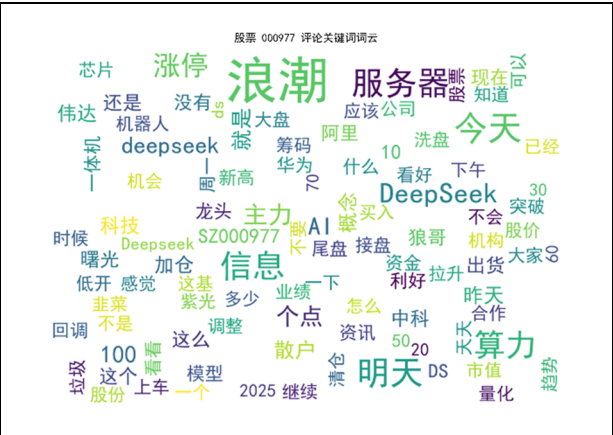 股票 000977 评论关键词词云
芯片
涨停
浪潮
服务器
股票
现在
可以
知道
伟达
还是
没有
ds
就是
大盘
应该
公司
今天
机器人
deepseek
筹码
阿里
洗盘
已经
一体机
机会
周一
新高
华为
70
什么
10
看好
下午
30
龙头
主力
AI
概念
买入
DeepSeek
不会
突破
时候
科技
Deepseek
SZ000977
不要
尾盘
接盘
狼哥
机构
股价
大家
60
曙光
加仓
信息
资金
利好
拉升
出货
低开
感觉
这基
紫光
多少
业绩
一下
昨天
韭菜
不是
个点
怎么
资讯
中科
合作
回调
这么
调整
散户
50
20
天天
算力
垃圾
100
这个
看看
上车
模型
清仓
明天
DS
市值
趋势
股份
一个
2025
继续
量化